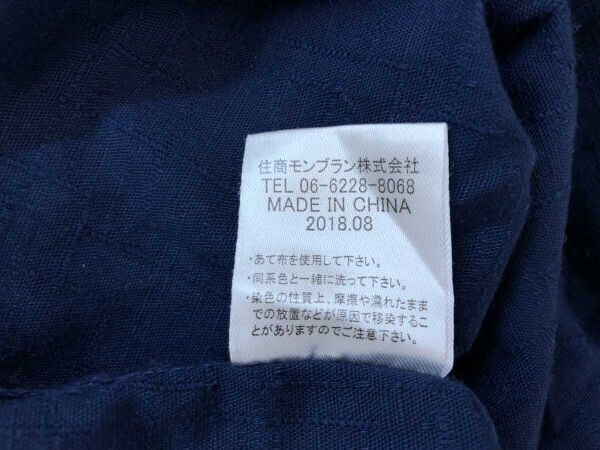 住商モンブラン株式会社
TEL 06-6228-8068
MADE IN CHINA
2018.08
・あて布を使用して下さい。
・同系色と一緒に洗って下さい。
・染色の性質上、摩擦や濡れたまま
での放置などが原因で移染するこ
とがありますのでご注意下さい。